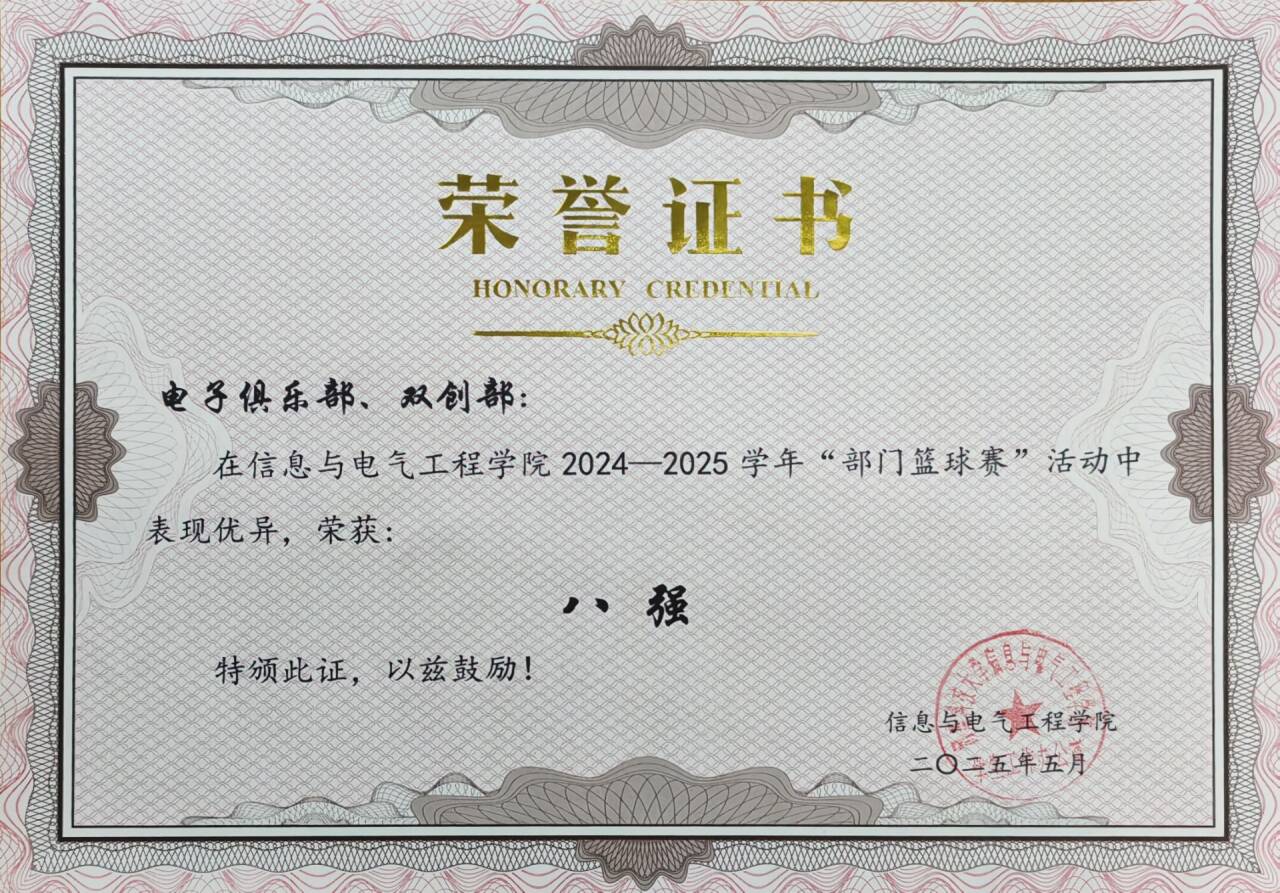 荣誉证书
HONORARY CREDENTIAL
电子俱乐部、双创部：
在信息与电气工程学院 2024—2025 学年“部门篮球赛”活动中
表现优异，荣获：
八 强
特颁此证，以兹鼓励！
信息与电气工程学院
二〇二五年五月